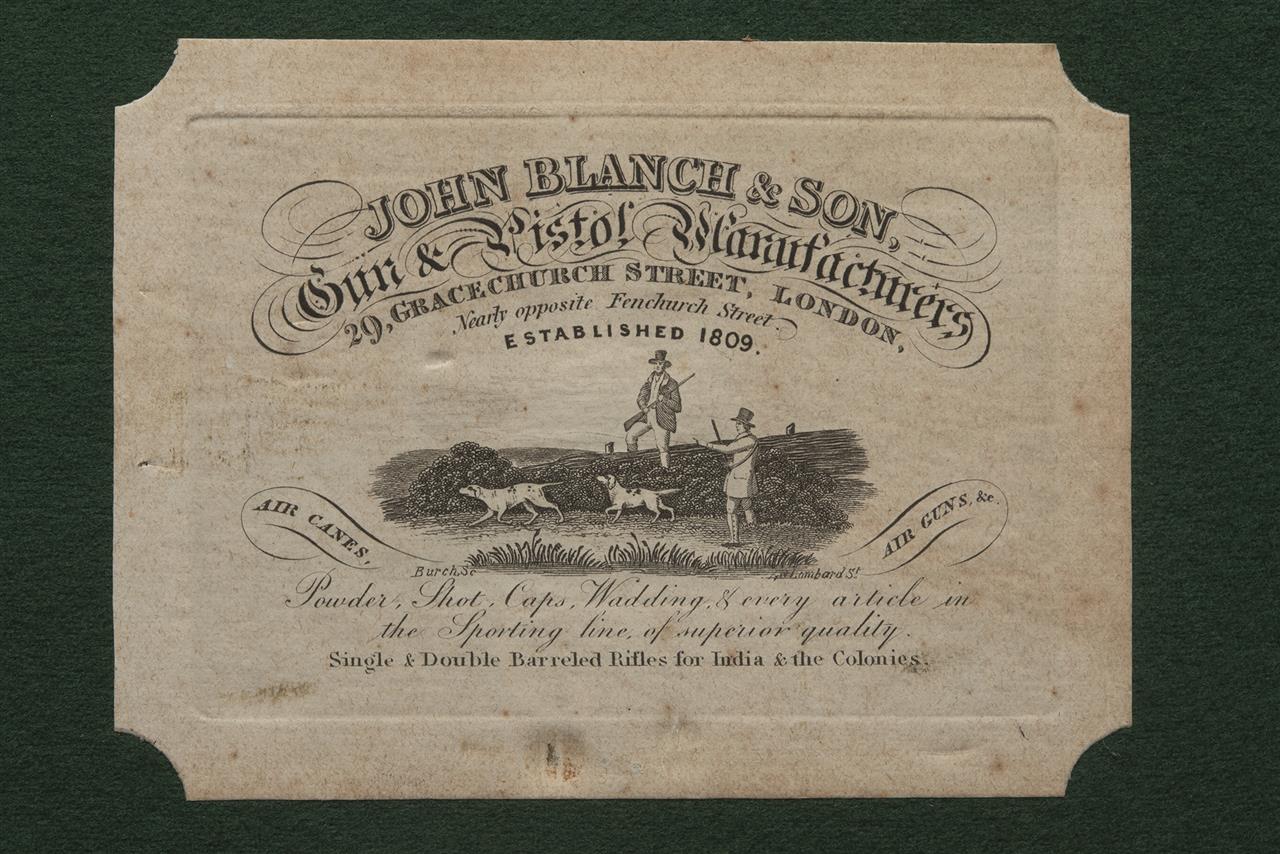 JOHN BLANCH & SON,
Gun & Pistol Manufacturers
29, GRACECHURCH STREET, LONDON,
Nearly opposite Fenchurch Street.
ESTABLISHED 1809.
AIR CANES,
AIR GUNS, &c.
Burch Sc
Lombard St.
Powder, Shot, Caps, Wadding, & every article in
the Sporting line, of superior quality.
Single & Double Barreled Rifles for India & the Colonies.